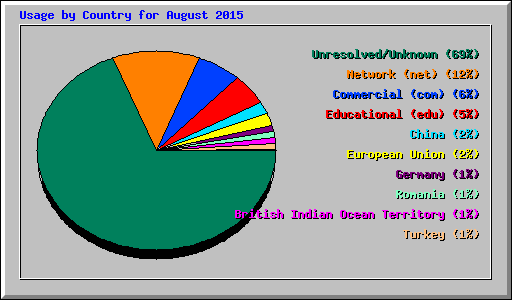 Usage by Country for August 2015
Unresolved/Unknown (69%)
Network (net) (12%)
Commercial (com) (6%)
Educational (edu) (5%)
China (2%)
European Union (2%)
Germany (1%)
Romania (1%)
British Indian Ocean Territory (1%)
Turkey (1%)